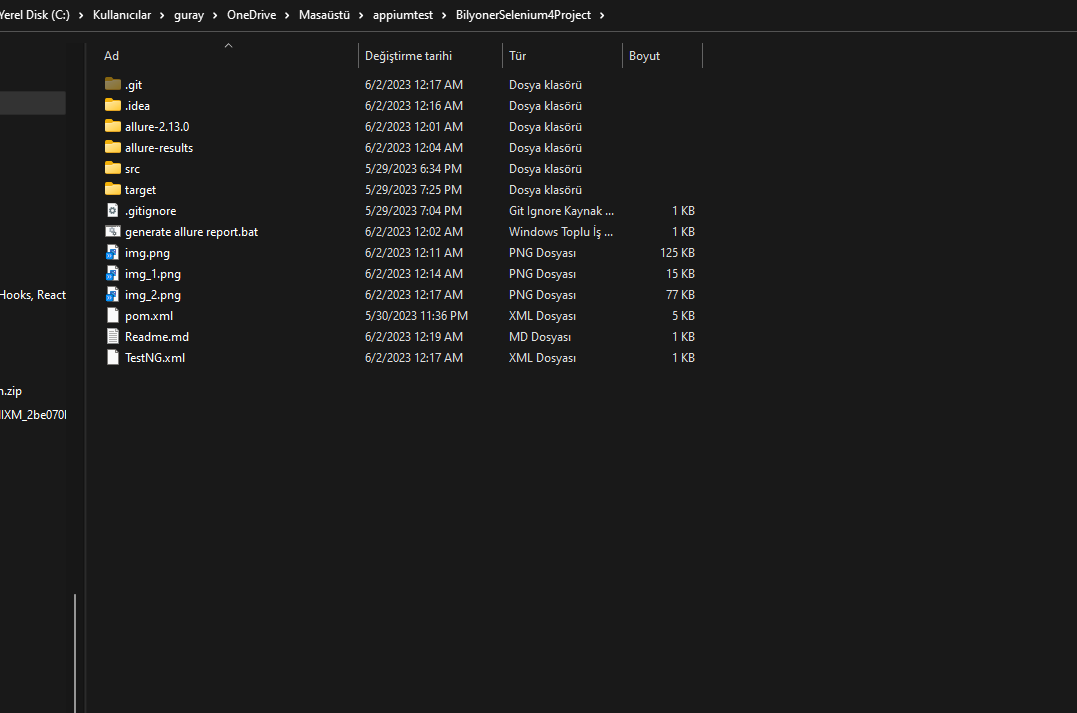 Yerel Disk (C:) > Kullanıcılar > guray > OneDrive > Masaüstü > appiumtest > BilyonerSelenium4Project >
Ad Değiştirme tarihi Tür Boyut
.git 6/2/2023 12:17 AM Dosya klasörü
.idea 6/2/2023 12:16 AM Dosya klasörü
allure-2.13.0 6/2/2023 12:01 AM Dosya klasörü
allure-results 6/2/2023 12:04 AM Dosya klasörü
src 5/29/2023 6:34 PM Dosya klasörü
target 5/29/2023 7:25 PM Dosya klasörü
.gitignore 5/29/2023 7:04 PM Git Ignore Kaynak ... 1 KB
generate allure report.bat 6/2/2023 12:02 AM Windows Toplu İş ... 1 KB
img.png 6/2/2023 12:11 AM PNG Dosyası 125 KB
img_1.png 6/2/2023 12:14 AM PNG Dosyası 15 KB
img_2.png 6/2/2023 12:17 AM PNG Dosyası 77 KB
Hooks, React
pom.xml 5/30/2023 11:36 PM XML Dosyası 5 KB
Readme.md 6/2/2023 12:19 AM MD Dosyası 1 KB
TestNG.xml 6/2/2023 12:17 AM XML Dosyası 1 KB
.zip